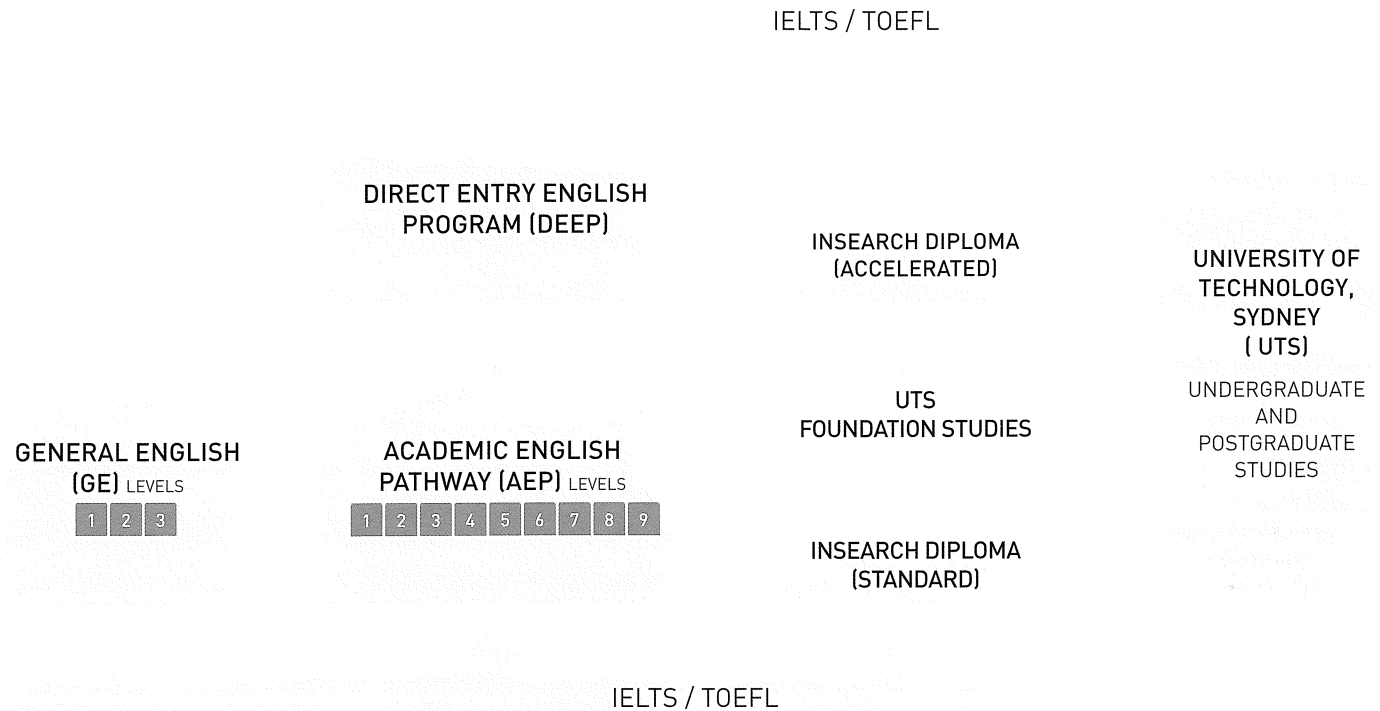 IELTS / TOEFL
DIRECT ENTRY ENGLISH
PROGRAM (DEEP)
INSEARCH DIPLOMA
(ACCELERATED)
UNIVERSITY OF
TECHNOLOGY,
SYDNEY
( UTS)
UNDERGRADUATE
AND
POSTGRADUATE
STUDIES
UTS
FOUNDATION STUDIES
GENERAL ENGLISH
(GE) LEVELS
1 2 3
ACADEMIC ENGLISH
PATHWAY (AEP) LEVELS
1 2 3 4 5 6 7 8 9
INSEARCH DIPLOMA
(STANDARD)
IELTS / TOEFL